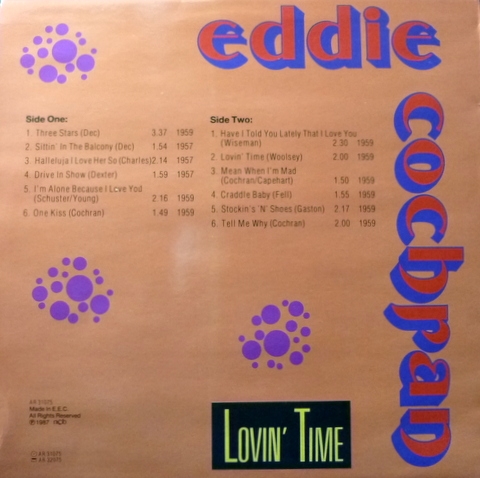 eddie
cochran
Side One:
1 Three Stars (Dec) 3.37 1959
2. Sittin' In The Balcony (Dec) 1.54 1957
3. Halleluja I Love Her So (Charles) 2.14 1957
4. Drive In Show (Dexter) 1.59 1957
5. I'm Alone Because I Love You
(Schuster/Young) 2.16 1959
6. One Kiss (Cochran) 1.49 1959
Side Two:
1. Have I Told You Lately That I Love You
(Wiseman) 2.30 1959
2. Lovin' Time (Woolsey) 2.00 1959
3. Mean When I'm Mad
(Cochran/Capehart) 1.50 1959
4. Craddle Baby (Fell) 1.55 1959
5. Stockin's 'N' Shoes (Gaston) 2.17 1959
6. Tell Me Why (Cochran) 2.00 1959
Made in E.E.C.
All Rights Reserved
℗ 1987
LOVIN' TIME